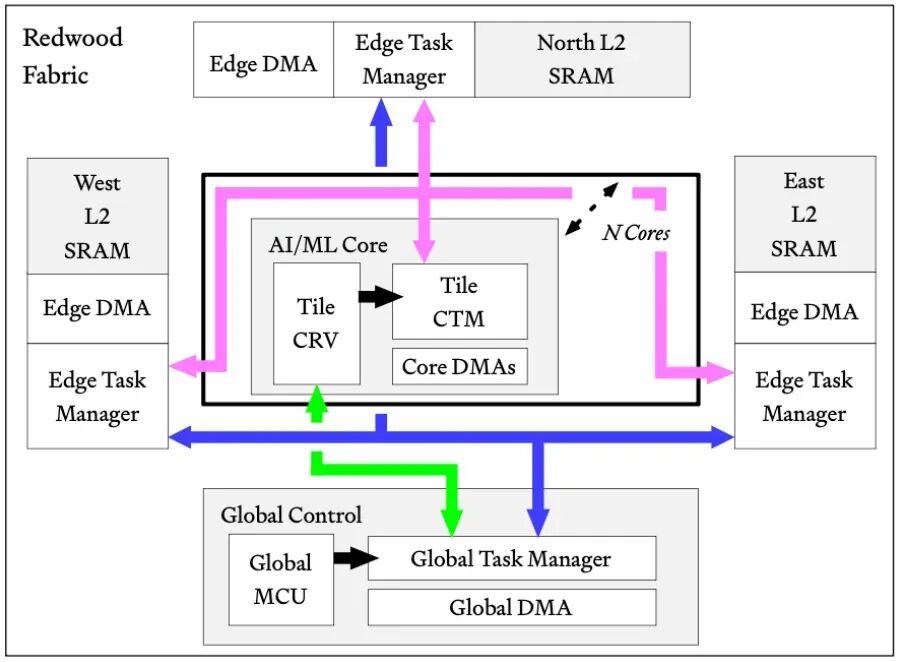 Redwood
Fabric
Edge DMA
Edge Task
Manager
North L2
SRAM
West
L2
SRAM
Edge DMA
Edge Task
Manager
N Cores
AI/ML Core
Tile
CRV
Tile
CTM
Core DMAs
East
L2
SRAM
Edge DMA
Edge Task
Manager
Global Control
Global
MCU
Global Task Manager
Global DMA